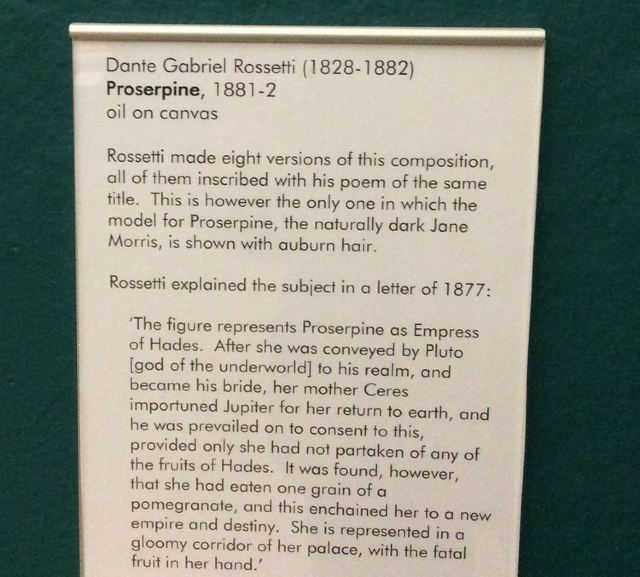 Dante Gabriel Rossetti (1828-1882)
Proserpine, 1881-2
oil on canvas
Rossetti made eight versions of this composition,
all of them inscribed with his poem of the same
title. This is however the only one in which the
model for Proserpine, the naturally dark Jane
Morris, is shown with auburn hair.
Rossetti explained the subject in a letter of 1877:
'The figure represents Proserpine as Empress
of Hades. After she was conveyed by Pluto
[god of the underworld] to his realm, and
became his bride, her mother Ceres
importuned Jupiter for her return to earth, and
he was prevailed on to consent to this,
provided only she had not partaken of any of
the fruits of Hades. It was found, however,
that she had eaten one grain of a
pomegranate, and this enchained her to a new
empire and destiny. She is represented in a
gloomy corridor of her palace, with the fatal
fruit in her hand.'